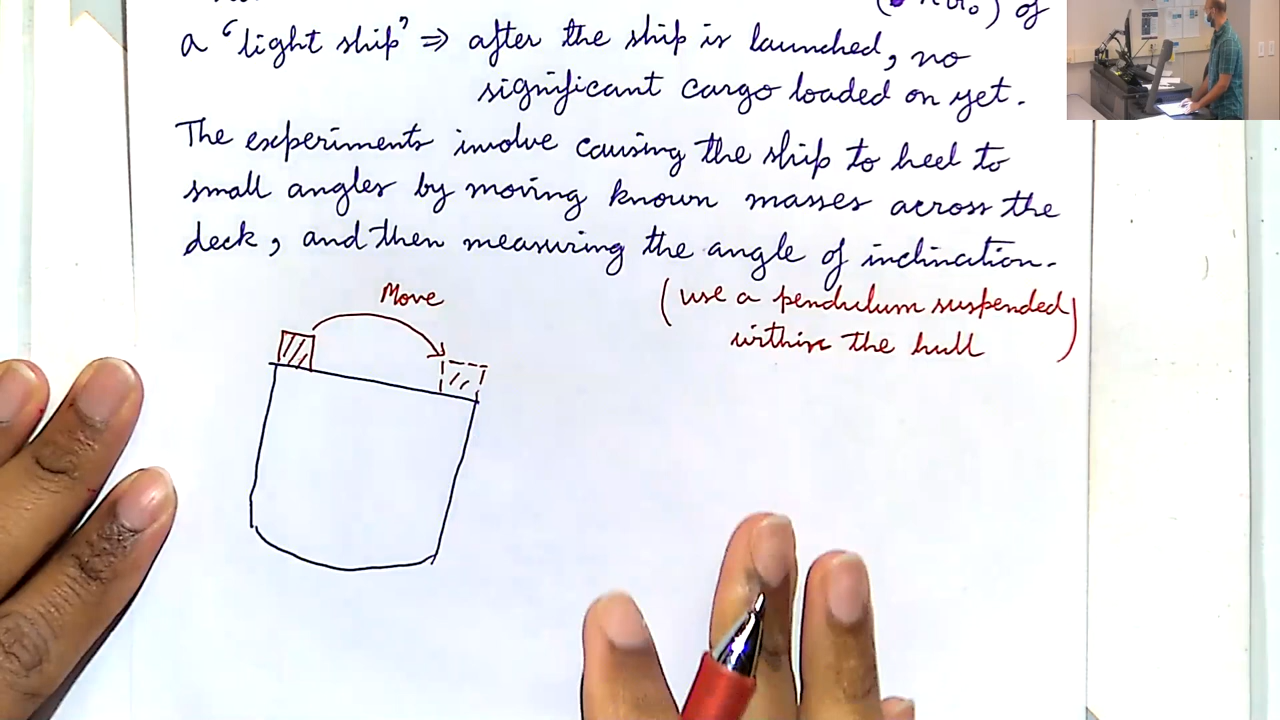 of
a "light ship" ⇒ after the ship is launched, no
significant cargo loaded on yet.
The experiments involve causing the ship to heel to
small angles by moving known masses across the
deck, and then measuring the angle of inclination.
(use a pendulum suspended
within the hull)
Move